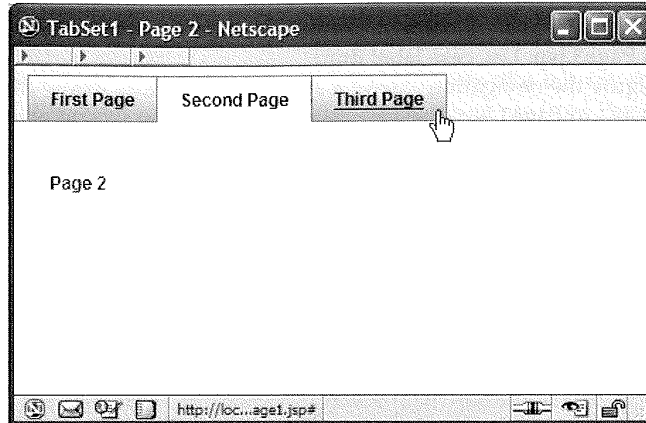 TabSet1 - Page 2 - Netscape
First Page Second Page Third Page
Page 2
http://loc...age1.jsp#